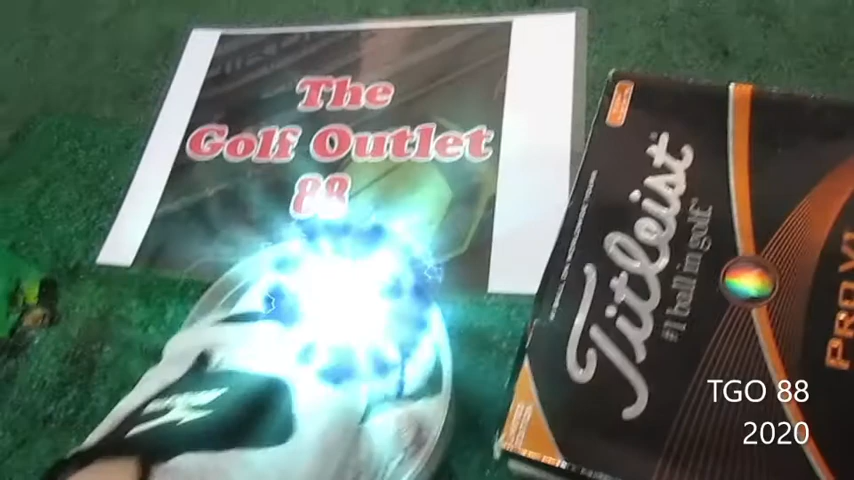 The
Golf Outlet
88
Titleist
#1 ball in golf
PRO V1
TGO 88
2020